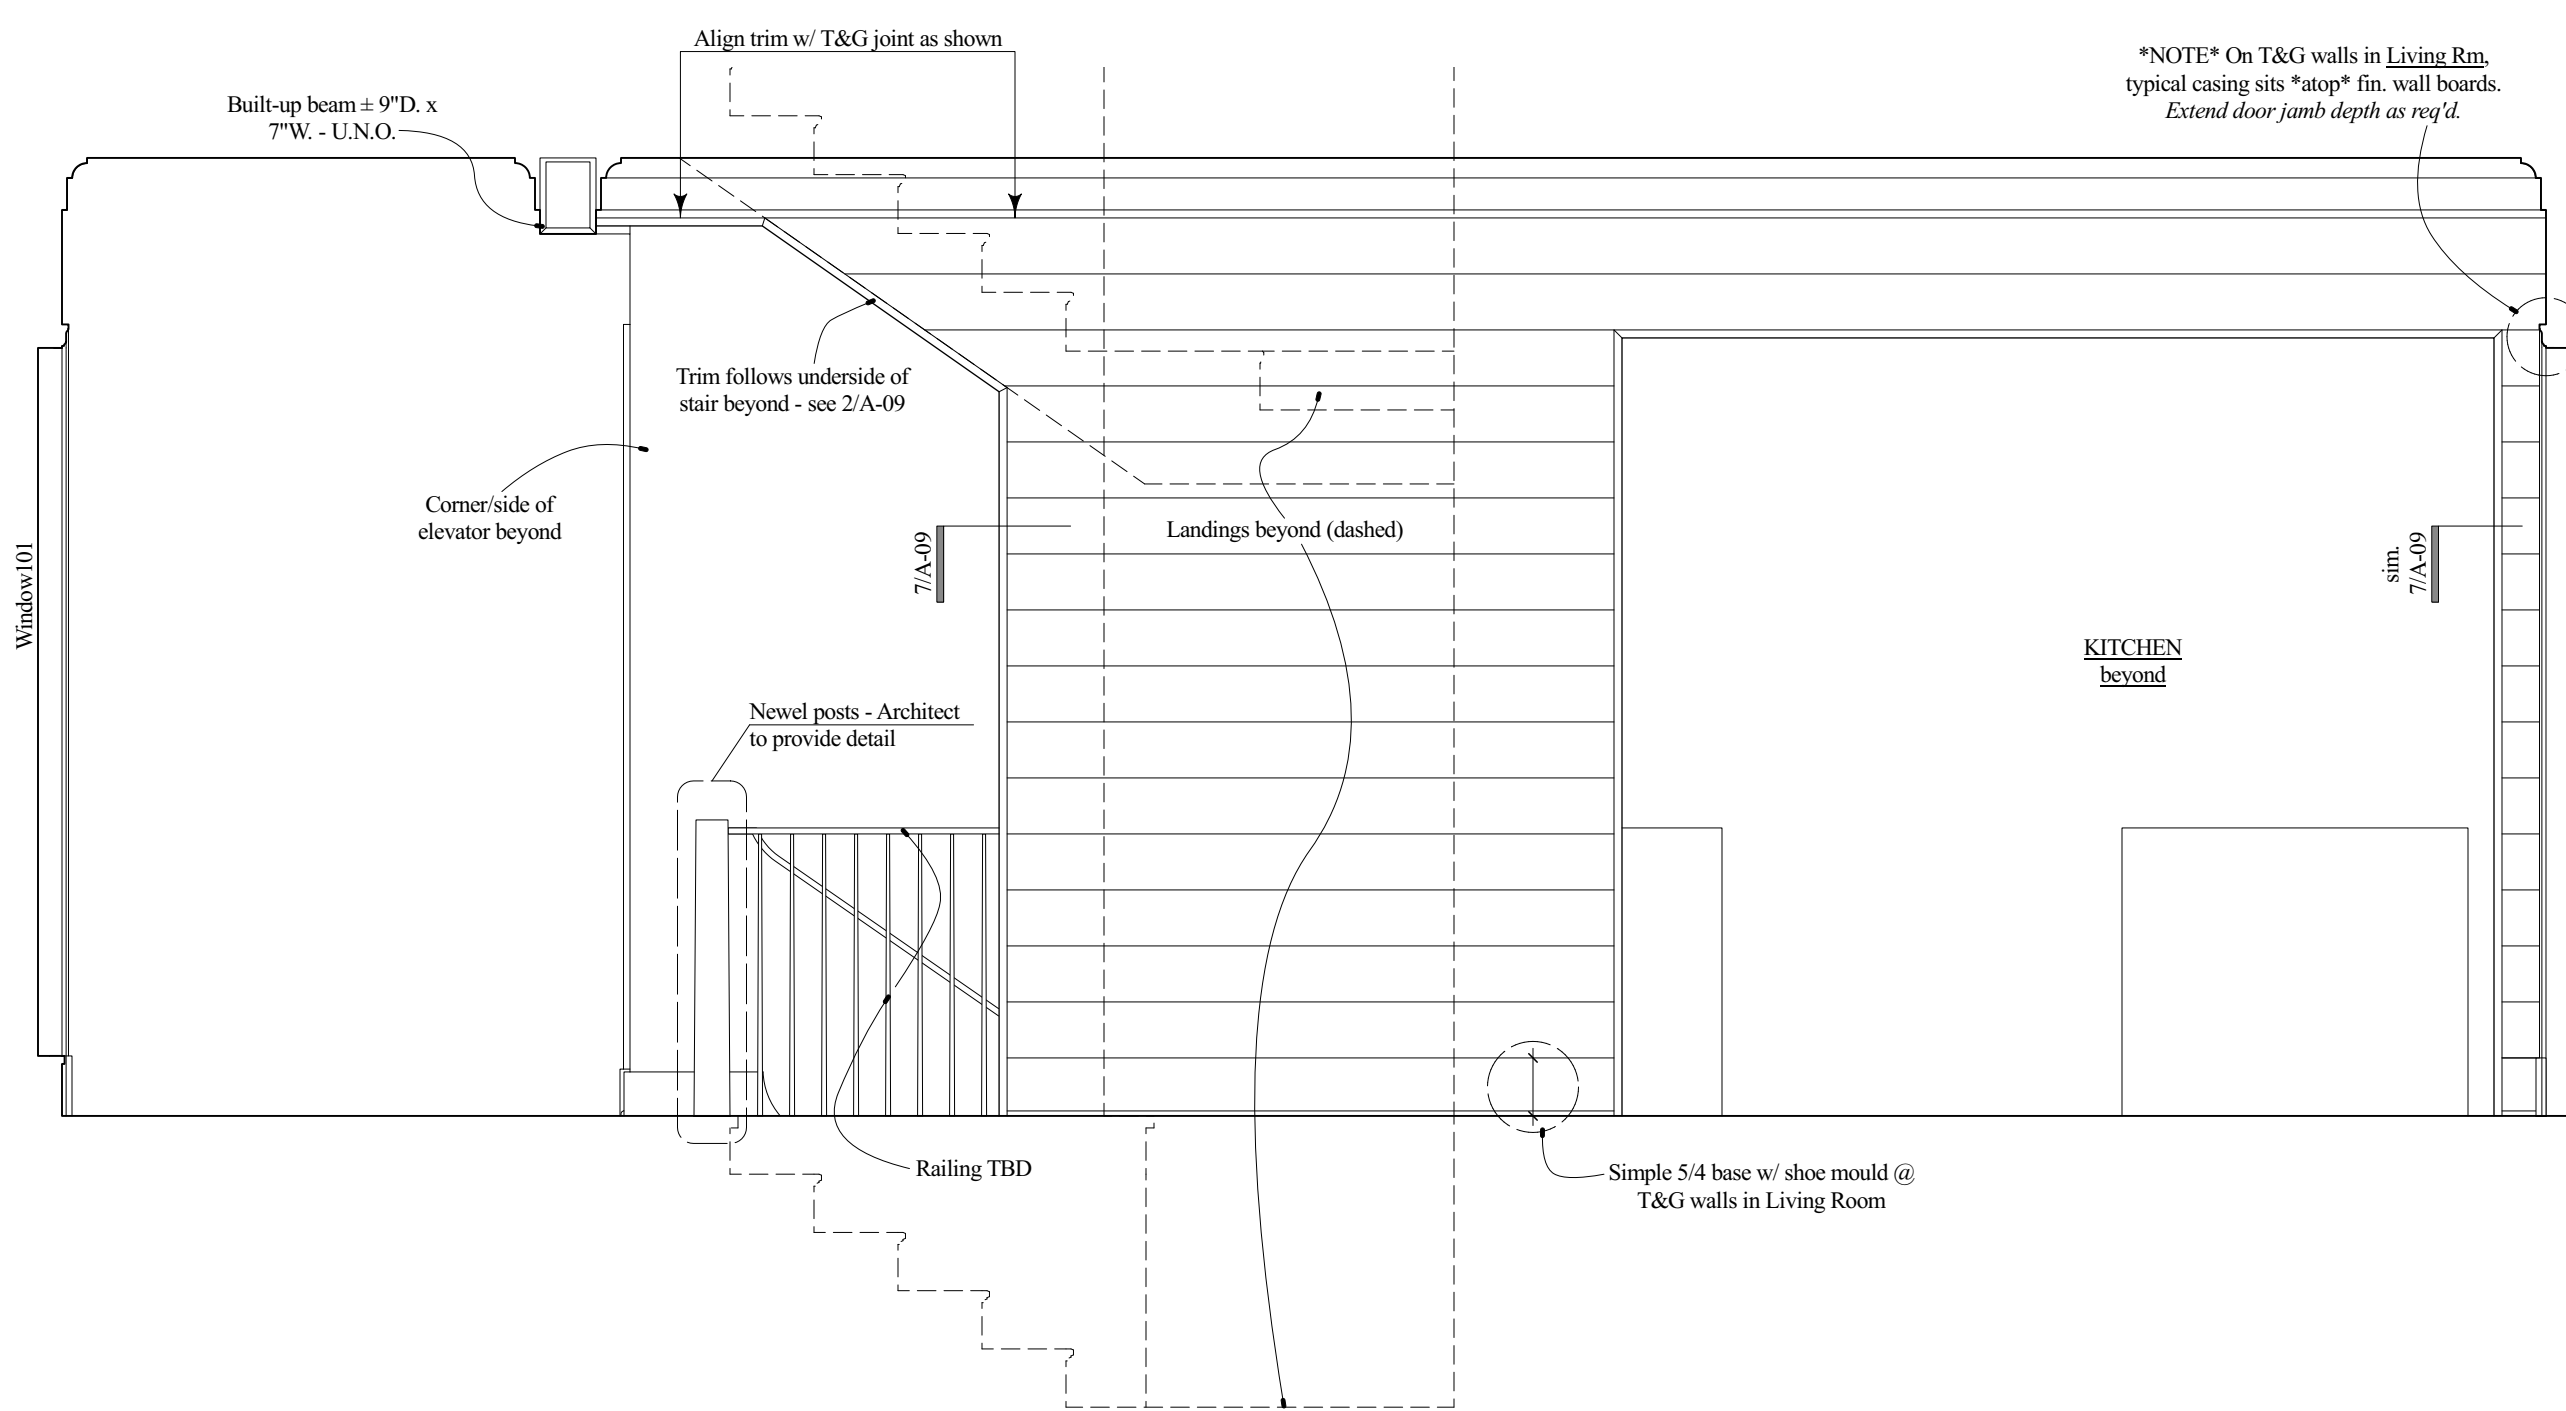 Align trim w/ T&G joint as shown
*NOTE* On T&G walls in Living Rm,
typical casing sits *atop* fin. wall boards.
Extend door jamb depth as req'd.
Built-up beam ± 9"D. x
7"W. - U.N.O.
Trim follows underside of
stair beyond - see 2/A-09
Corner/side of
elevator beyond
Landings beyond (dashed)
7/A-09
sim.
7/A-09
Window101
KITCHEN
beyond
Newel posts - Architect
to provide detail
Railing TBD
Simple 5/4 base w/ shoe mould @
T&G walls in Living Room